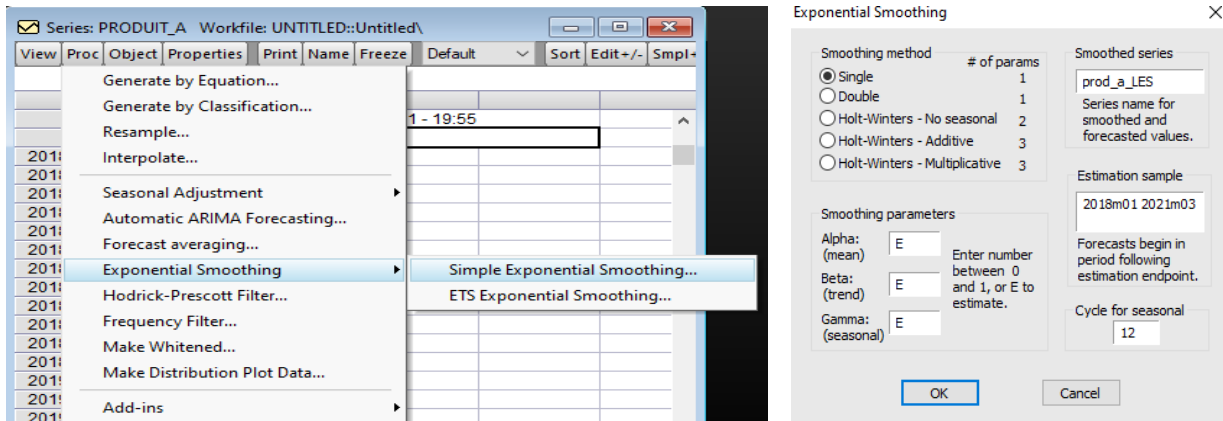 Series: PRODUIT_A Workfile: UNTITLED::Untitled\
View Proc Object Properties Print Name Freeze Default Sort Edit+/- Smpl+
Generate by Equation...
Generate by Classification...
Resample...
Interpolate...
Seasonal Adjustment
Automatic ARIMA Forecasting...
Forecast averaging...
Exponential Smoothing
Hodrick-Prescott Filter...
Frequency Filter...
Make Whitened...
Make Distribution Plot Data...
Add-ins
Simple Exponential Smoothing...
ETS Exponential Smoothing...
1 - 19:55
Exponential Smoothing
Smoothing method
# of params
Single 1
Double 1
Holt-Winters - No seasonal 2
Holt-Winters - Additive 3
Holt-Winters - Multiplicative 3
Smoothing parameters
Alpha:
(mean)
E
Beta:
(trend)
E
Gamma:
(seasonal)
E
Enter number
between 0
and 1, or E to
estimate.
Smoothed series
prod_a_LES
Series name for
smoothed and
forecasted values.
Estimation sample
2018m01 2021m03
Forecasts begin in
period following
estimation endpoint.
Cycle for seasonal
12
OK
Cancel